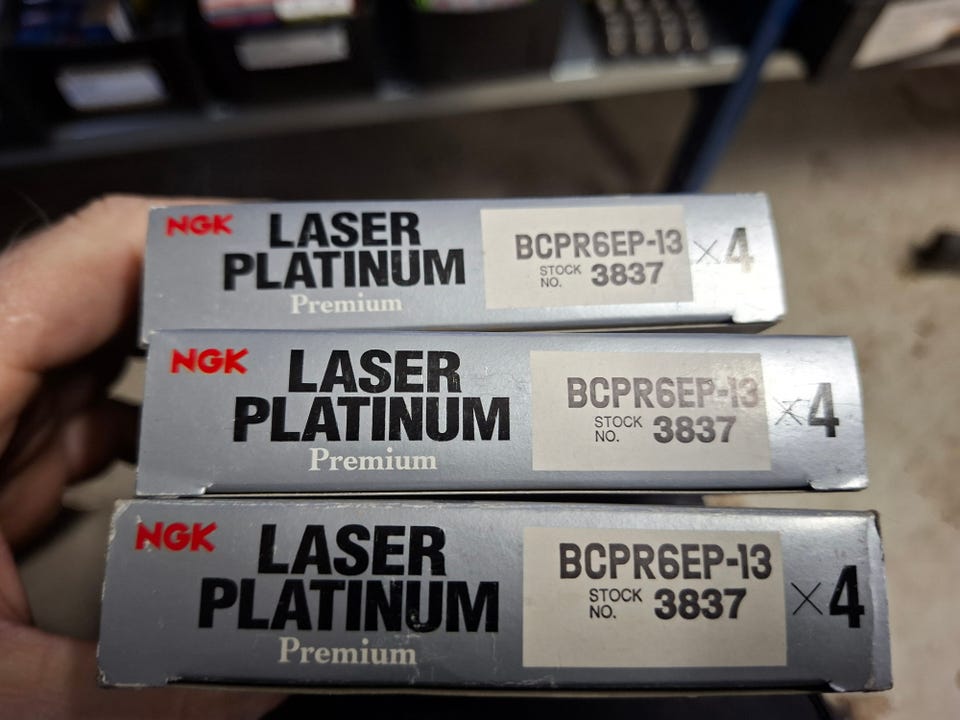 NGK LASER PLATINUM Premium
BCPR6EP-13
STOCK NO. 3837
×4
NGK LASER PLATINUM Premium
BCPR6EP-13
STOCK NO. 3837
×4
NGK LASER PLATINUM Premium
BCPR6EP-13
STOCK NO. 3837
×4